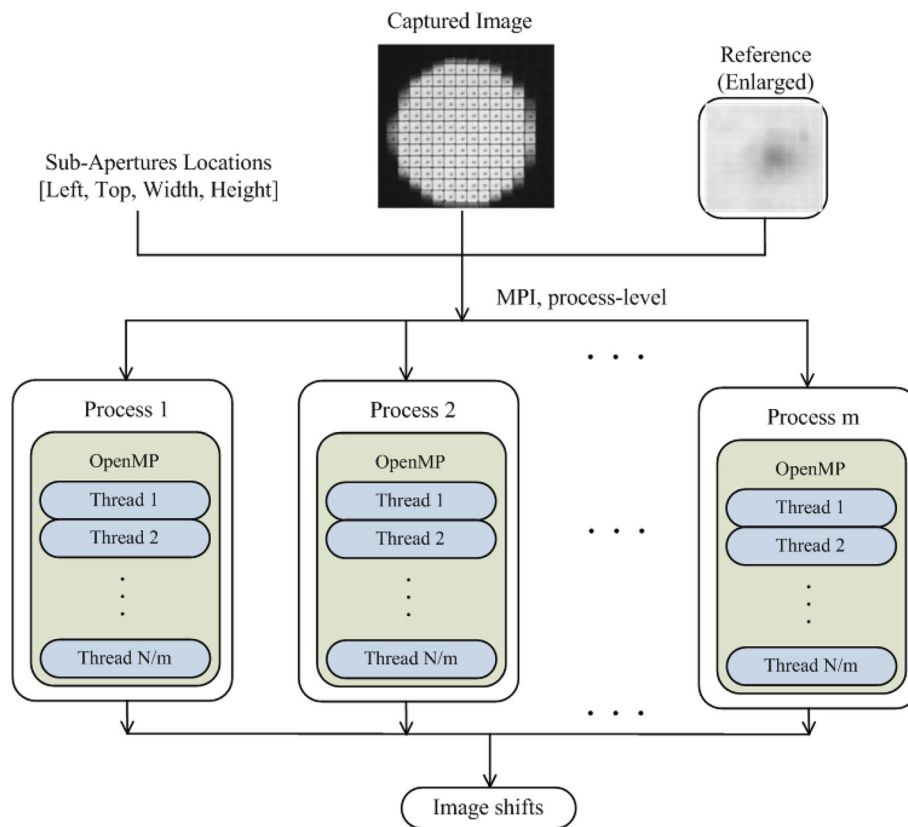 Captured Image
Reference
(Enlarged)
Sub-Apertures Locations
[Left, Top, Width, Height]
MPI, process-level
. . .
Process 1
OpenMP
Thread 1
Thread 2
.
.
.
Thread N/m
Process 2
OpenMP
Thread 1
Thread 2
.
.
.
Thread N/m
. . .
Process m
OpenMP
Thread 1
Thread 2
.
.
.
Thread N/m
. . .
Image shifts